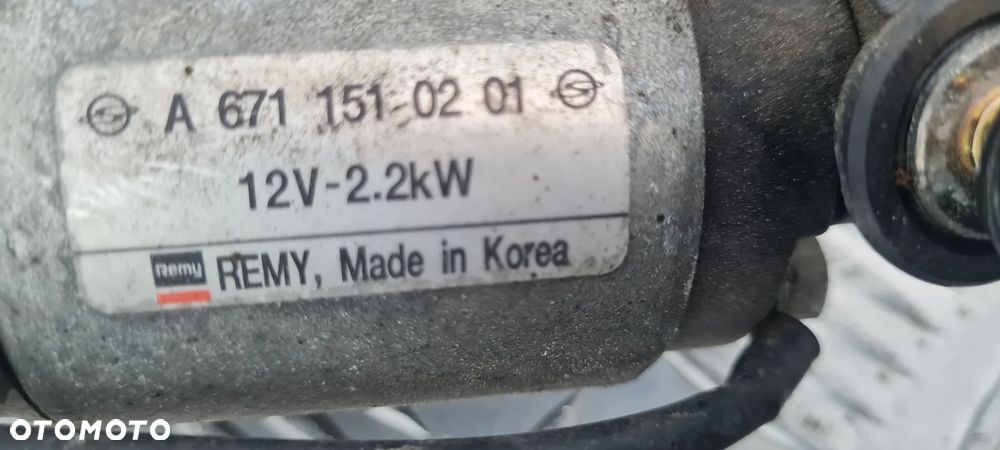 A 671 151-02 01
12V-2.2kW
Remy REMY, Made in Korea
OTOMOTO